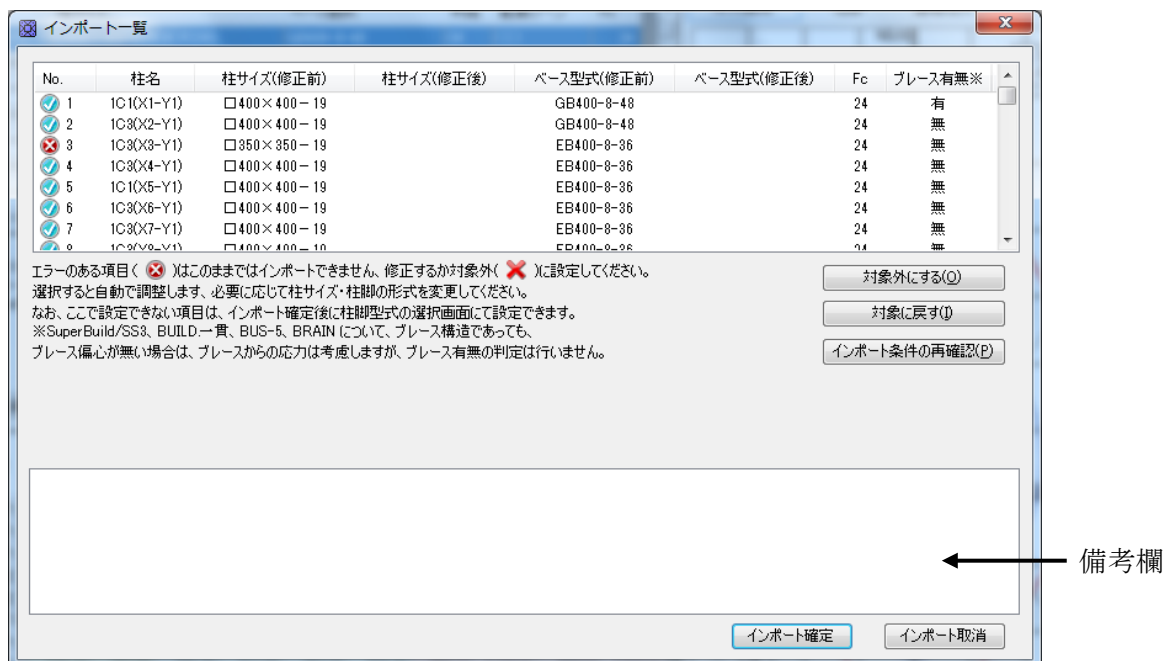 インポート一覧
No. 柱名 柱サイズ(修正前) 柱サイズ(修正後) ベース型式(修正前) ベース型式(修正後) Fc ブレース有無※
1 1C1(X1-Y1) □400×400－19 GB400-8-48 24 有
2 1C3(X2-Y1) □400×400－19 GB400-8-48 24 無
3 1C3(X3-Y1) □350×350－19 EB400-8-36 24 無
4 1C3(X4-Y1) □400×400－19 EB400-8-36 24 無
5 1C1(X5-Y1) □400×400－19 EB400-8-36 24 無
6 1C3(X6-Y1) □400×400－19 EB400-8-36 24 無
7 1C3(X7-Y1) □400×400－19 EB400-8-36 24 無
エラーのある項目( )はこのままではインポートできません、修正するか対象外( )に設定してください。
選択すると自動で調整します、必要に応じて柱サイズ・柱脚の形式を変更してください。
なお、ここで設定できない項目は、インポート確定後に柱脚型式の選択画面にて設定できます。
※SuperBuild/SS3、BUILD.一貫、BUS-5、BRAIN について、ブレース構造であっても、
ブレース偏心が無い場合は、ブレースからの応力は考慮しますが、ブレース有無の判定は行いません。
対象外にする(O)
対象に戻す(I)
インポート条件の再確認(P)
備考欄
インポート確定 インポート取消